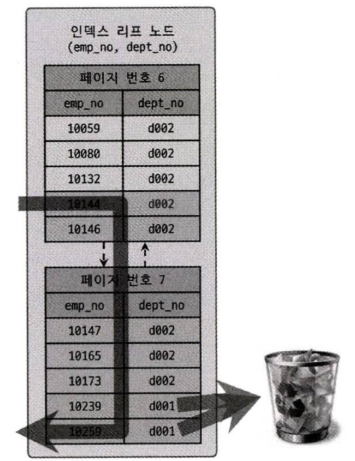 인덱스 리프 노드
(emp_no, dept_no)
페이지 번호 6
emp_no dept_no
10059 d002
10080 d002
10132 d002
10144 d002
10146 d002
페이지 번호 7
emp_no dept_no
10147 d002
10165 d002
10173 d002
10239 d001
10259 d001